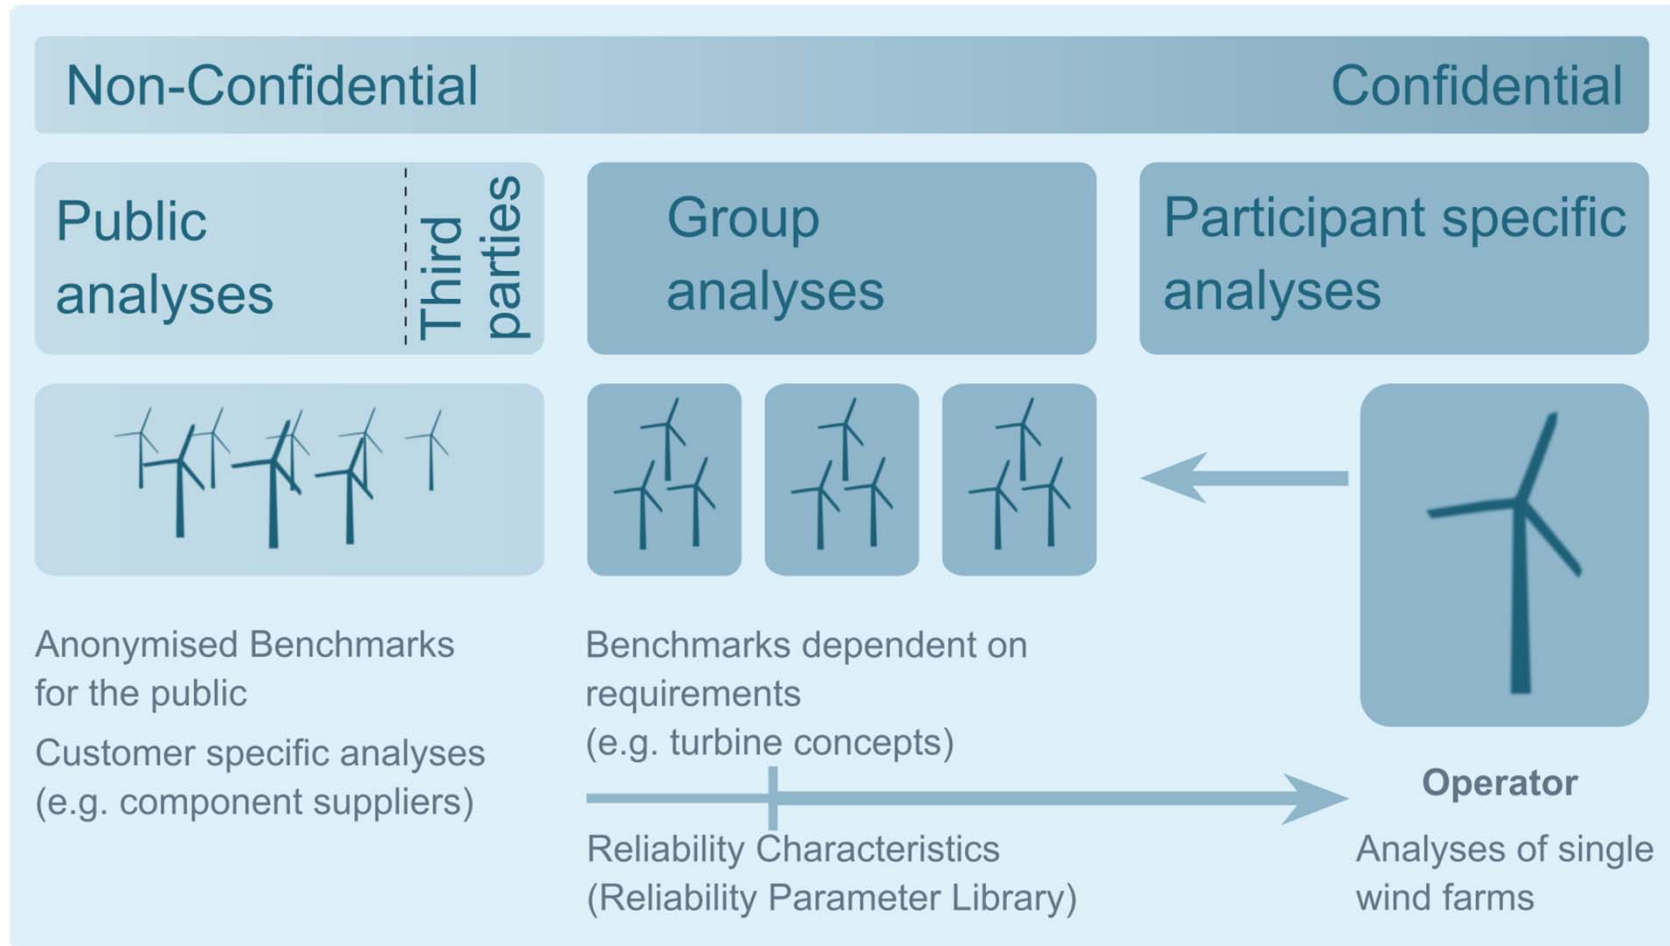 Non-Confidential
Confidential
Public
analyses
Third
parties
Group
analyses
Participant specific
analyses
Anonymised Benchmarks
for the public
Customer specific analyses
(e.g. component suppliers)
Benchmarks dependent on
requirements
(e.g. turbine concepts)
Reliability Characteristics
(Reliability Parameter Library)
Operator
Analyses of single
wind farms